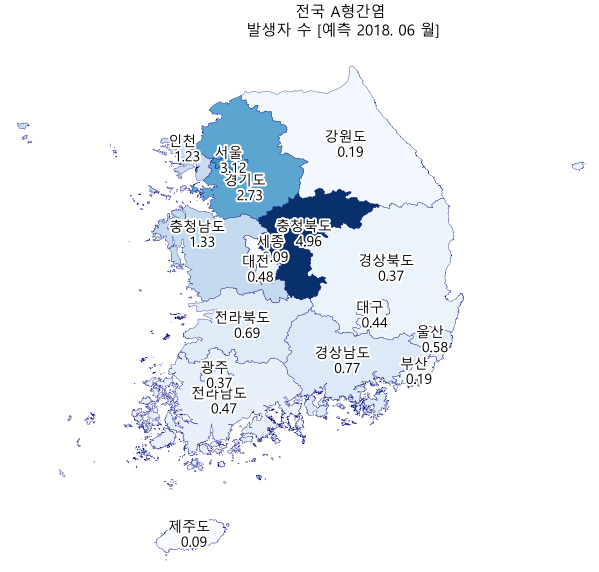 전국 A형간염
발생자 수 [예측 2018. 06 월]
강원도
0.19
인천
1.23
서울
3.12
경기도
2.73
충청남도
1.33
충청북도
4.96
세종
.09
대전
0.48
경상북도
0.37
대구
0.44
전라북도
0.69
울산
0.58
경상남도
0.77
부산
0.19
광주
0.37
전라남도
0.47
제주도
0.09